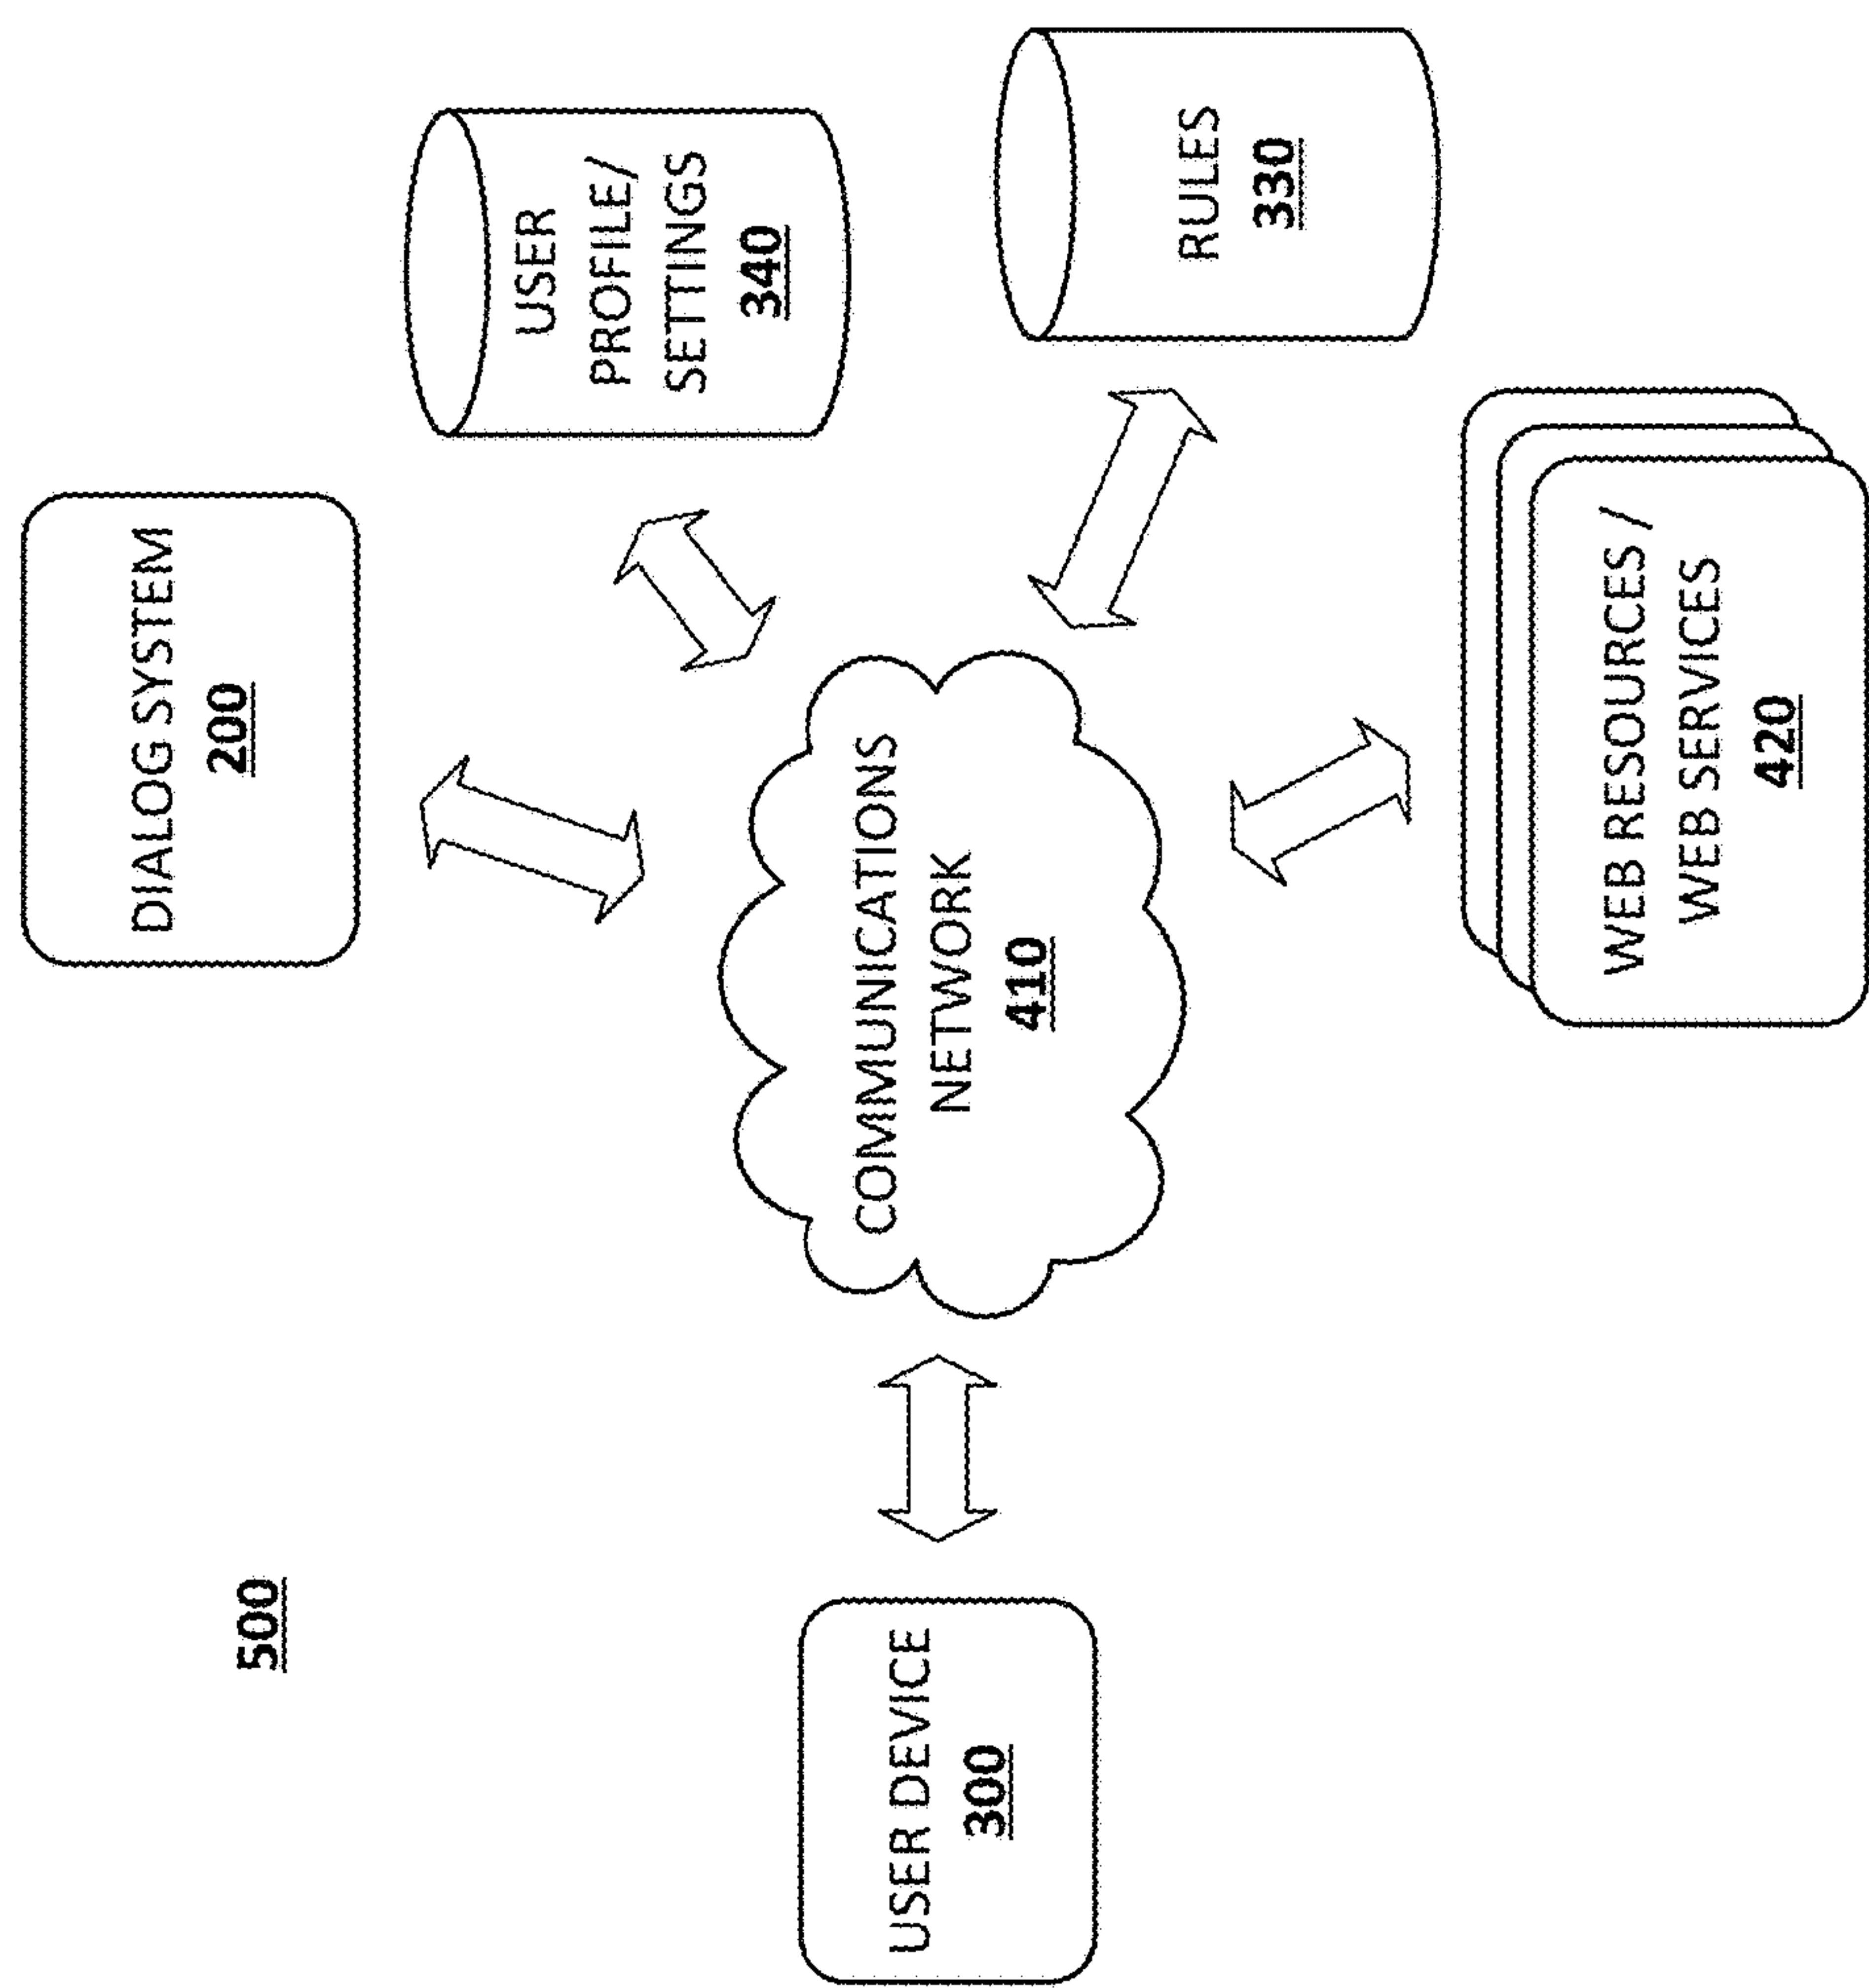 500
DIALOG SYSTEM
200
USER
PROFILE/
SETTINGS
340
USER DEVICE
300
COMMUNICATIONS
NETWORK
410
RULES
330
WEB RESOURCES /
WEB SERVICES
420